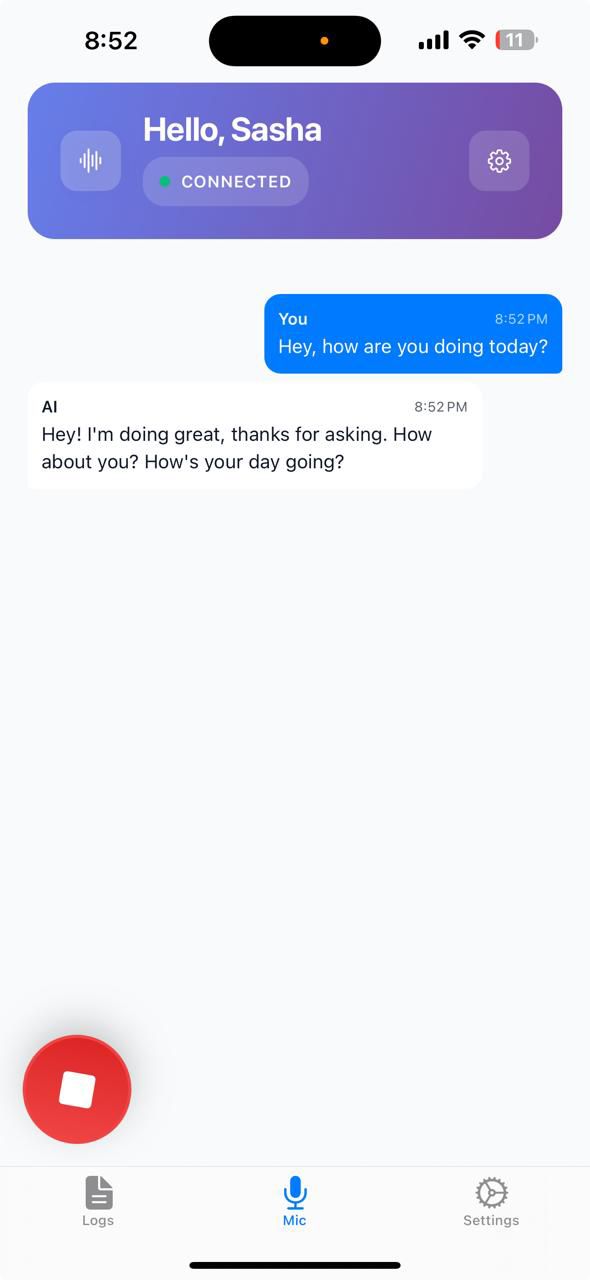 8:52
11
Hello, Sasha
CONNECTED
You 8:52 PM
Hey, how are you doing today?
AI 8:52 PM
Hey! I'm doing great, thanks for asking. How
about you? How's your day going?
Logs Mic Settings